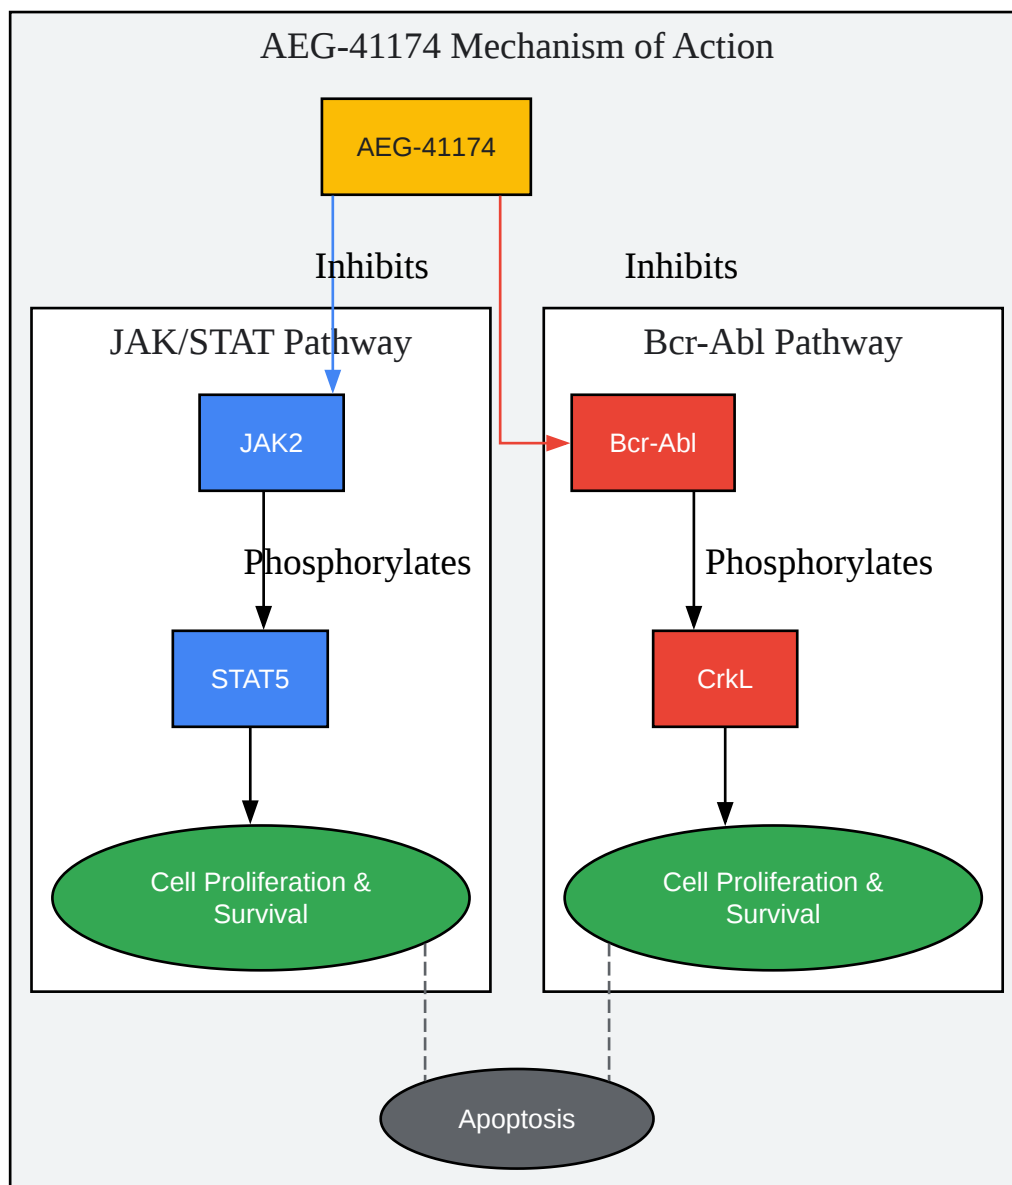 AEG-41174 Mechanism of Action
AEG-41174
Inhibits
Inhibits
JAK/STAT Pathway
JAK2
Phosphorylates
STAT5
Cell Proliferation &
Survival
Bcr-Abl Pathway
Bcr-Abl
Phosphorylates
CrkL
Cell Proliferation &
Survival
Apoptosis